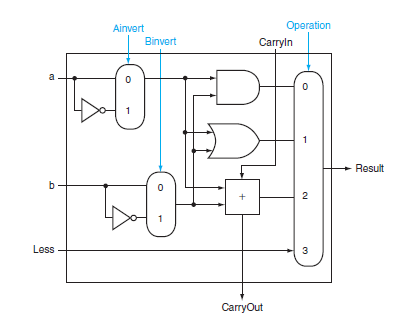 Ainvert
Operation
Binvert
CarryIn
a
0
0
1
1
Result
b
0
2
+
1
Less
3
CarryOut